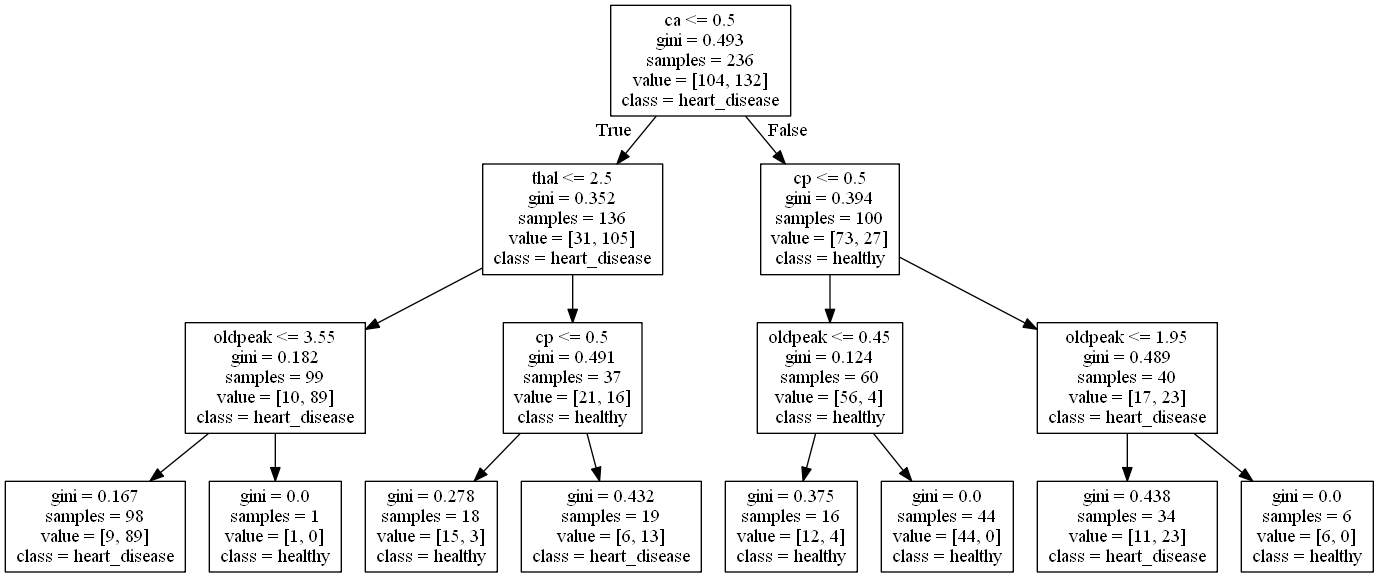 ca <= 0.5
gini = 0.493
samples = 236
value = [104, 132]
class = heart_disease
True
False
thal <= 2.5
gini = 0.352
samples = 136
value = [31, 105]
class = heart_disease
cp <= 0.5
gini = 0.394
samples = 100
value = [73, 27]
class = healthy
oldpeak <= 3.55
gini = 0.182
samples = 99
value = [10, 89]
class = heart_disease
cp <= 0.5
gini = 0.491
samples = 37
value = [21, 16]
class = healthy
oldpeak <= 0.45
gini = 0.124
samples = 60
value = [56, 4]
class = healthy
oldpeak <= 1.95
gini = 0.489
samples = 40
value = [17, 23]
class = heart_disease
gini = 0.167
samples = 98
value = [9, 89]
class = heart_disease
gini = 0.0
samples = 1
value = [1, 0]
class = healthy
gini = 0.278
samples = 18
value = [15, 3]
class = healthy
gini = 0.432
samples = 19
value = [6, 13]
class = heart_disease
gini = 0.375
samples = 16
value = [12, 4]
class = healthy
gini = 0.0
samples = 44
value = [44, 0]
class = healthy
gini = 0.438
samples = 34
value = [11, 23]
class = heart_disease
gini = 0.0
samples = 6
value = [6, 0]
class = healthy